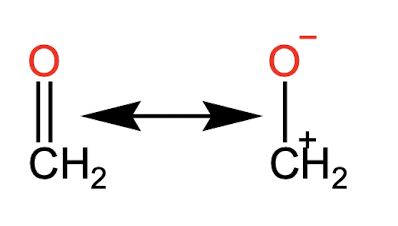 O O⁻
CH₂ CH₂
+